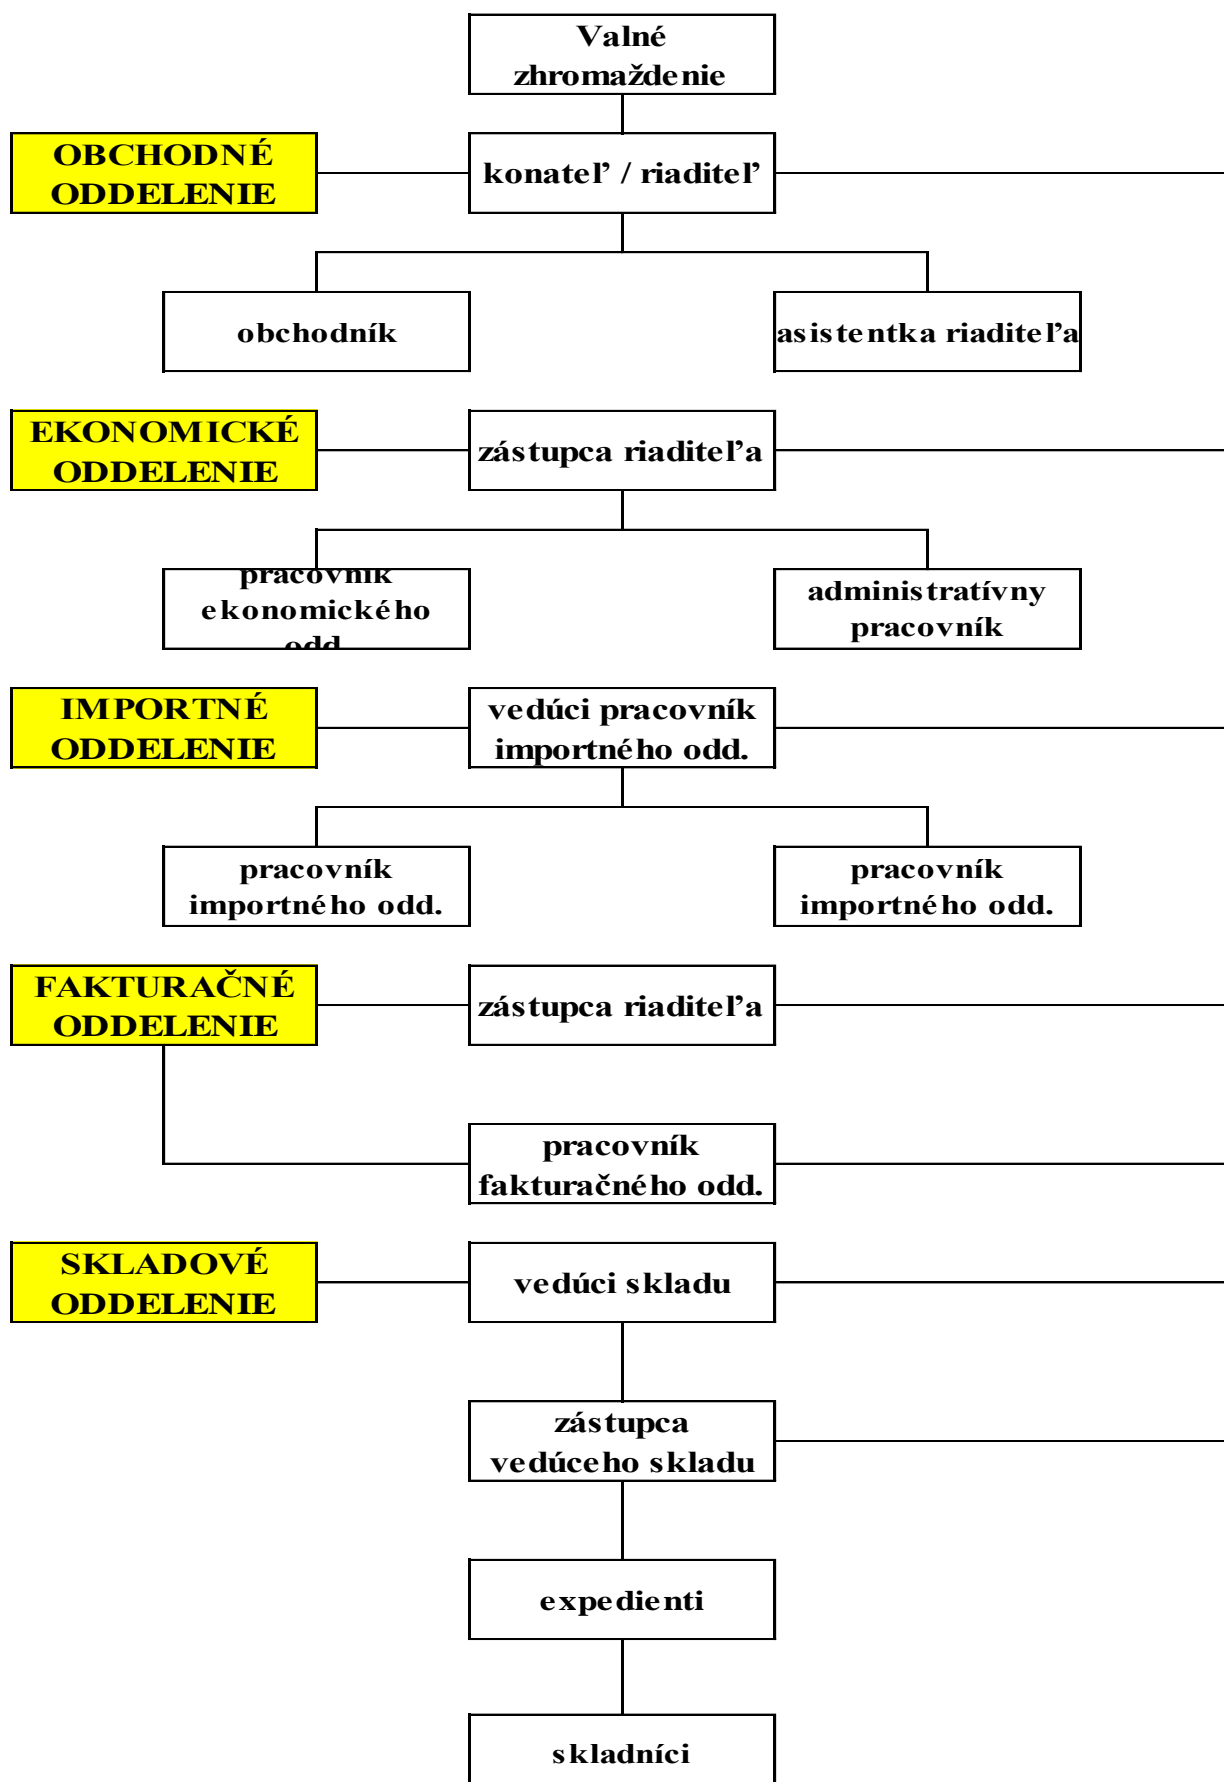 Valné
zhromaždenie
OBCHODNÉ
ODDELENIE
konateľ / riaditeľ
obchodník
asistentka riaditeľa
EKONOMICKÉ
ODDELENIE
zástupca riaditeľa
pracovník
ekonomického
odd.
administratívny
pracovník
IMPORTNÉ
ODDELENIE
vedúci pracovník
importného odd.
pracovník
importného odd.
pracovník
importného odd.
FAKTURAČNÉ
ODDELENIE
zástupca riaditeľa
pracovník
fakturačného odd.
SKLADOVÉ
ODDELENIE
vedúci skladu
zástupca
vedúceho skladu
expedienti
skladníci